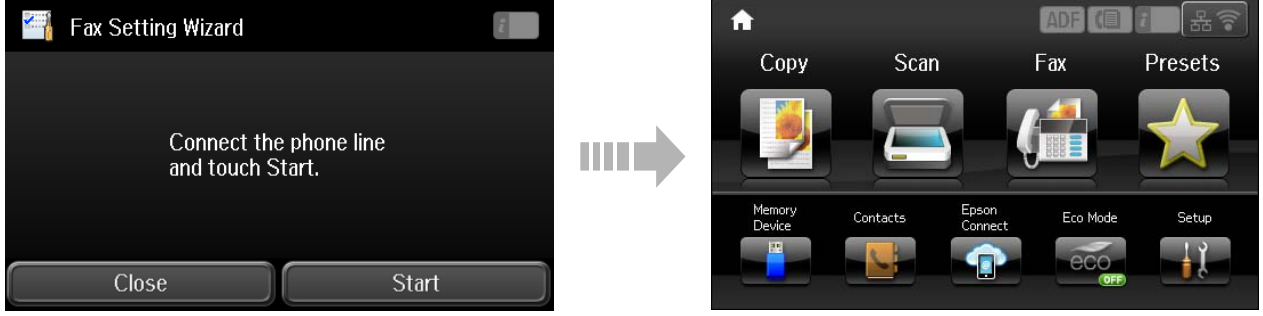 Fax Setting Wizard
i
Connect the phone line
and touch Start.
Close
Start
ADF
i
Copy
Scan
Fax
Presets
Memory
Device
Contacts
Epson
Connect
Eco Mode
Setup
eco
OFF